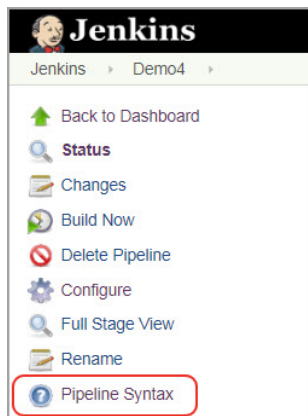 Jenkins
Jenkins Demo4
Back to Dashboard
Status
Changes
Build Now
Delete Pipeline
Configure
Full Stage View
Rename
Pipeline Syntax